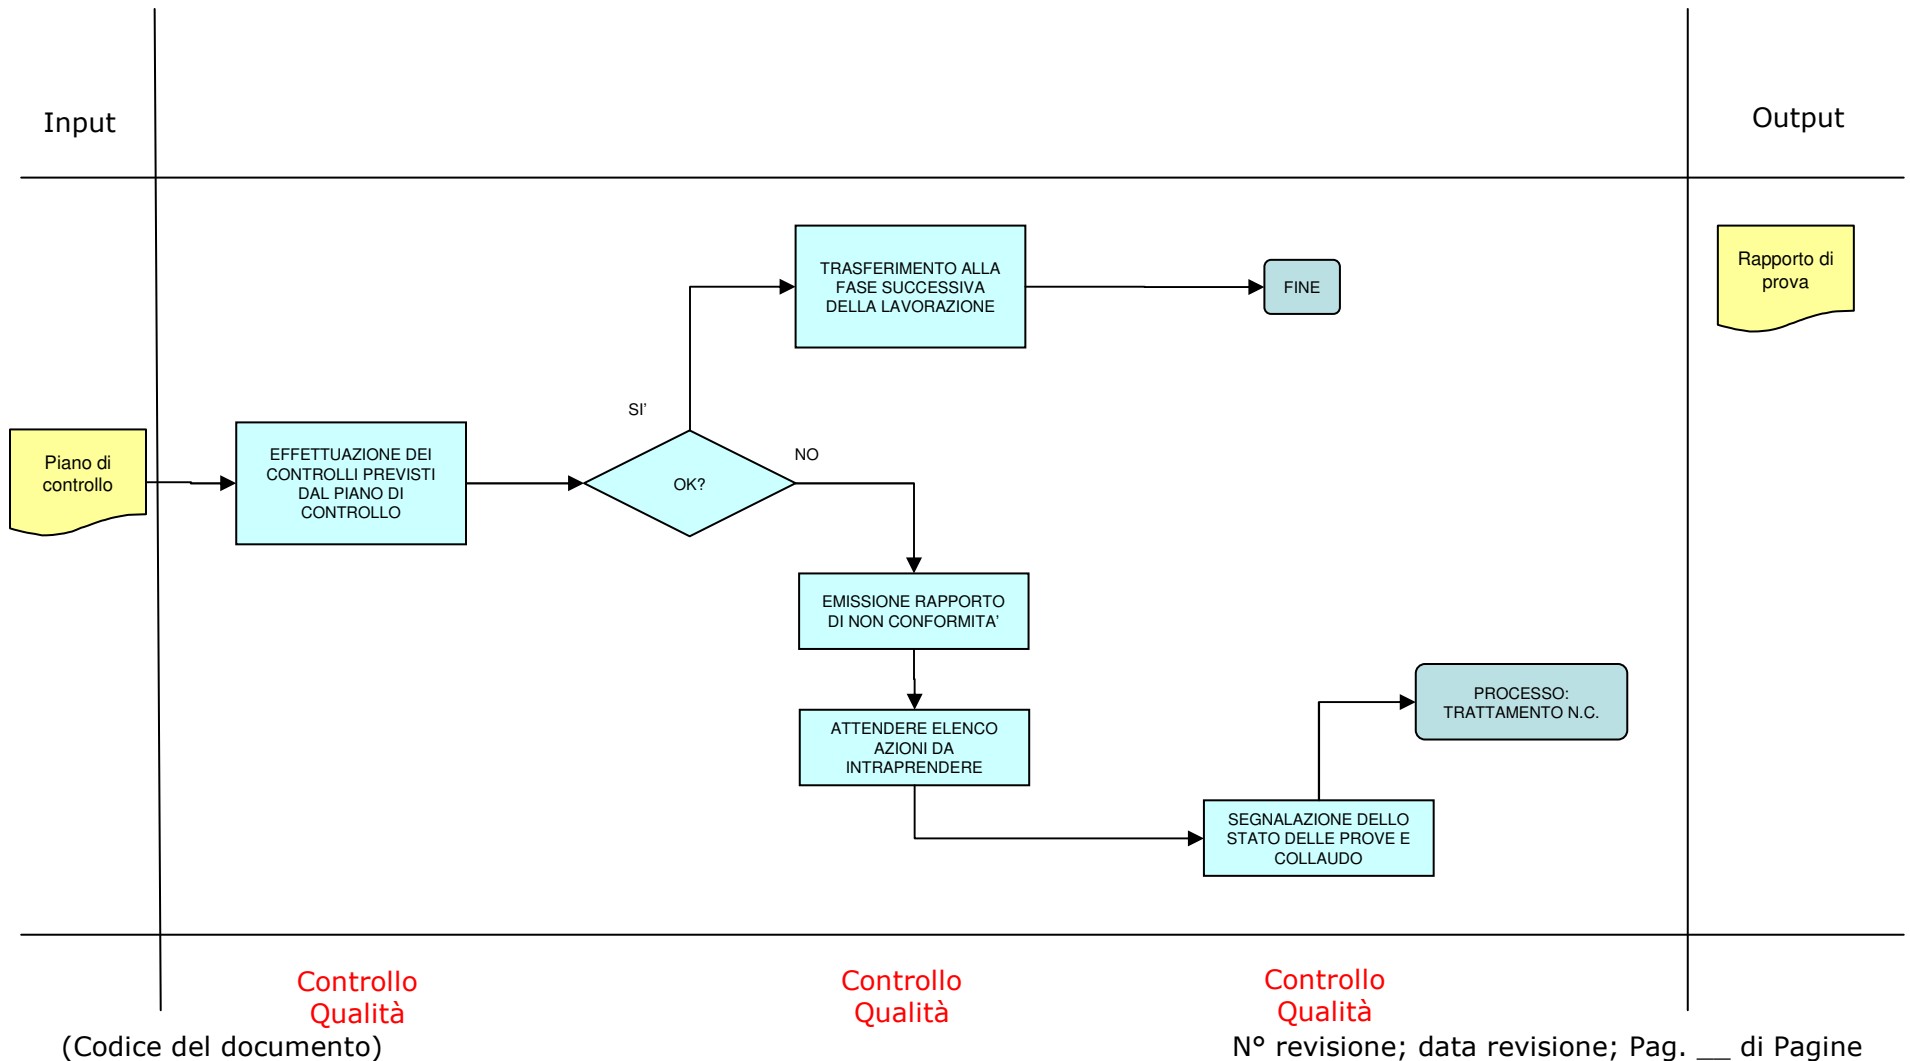 Input
Output
TRASFERIMENTO ALLA
FASE SUCCESSIVA
DELLA LAVORAZIONE
FINE
Rapporto di
prova
SI’
Piano di
controllo
EFFETTUAZIONE DEI
CONTROLLI PREVISTI
DAL PIANO DI
CONTROLLO
OK?
NO
EMISSIONE RAPPORTO
DI NON CONFORMITA’
ATTENDERE ELENCO
AZIONI DA
INTRAPRENDERE
PROCESSO:
TRATTAMENTO N.C.
SEGNALAZIONE DELLO
STATO DELLE PROVE E
COLLAUDO
Controllo
Qualità
Controllo
Qualità
Controllo
Qualità
(Codice del documento)
N° revisione; data revisione; Pag. __ di Pagine